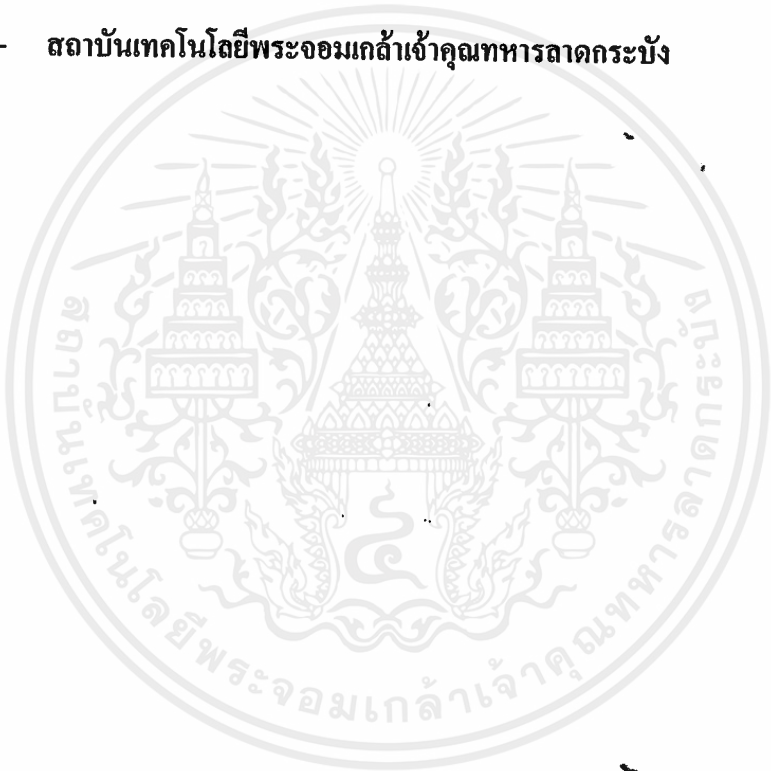 - สถาบันเทคโนโลยีพระจอมเกล้าเจ้าคุณทหารลาดกระบัง
สถาบันเทคโนโลยีพระจอมเกล้าเจ้าคุณทหารลาดกระบัง
๔